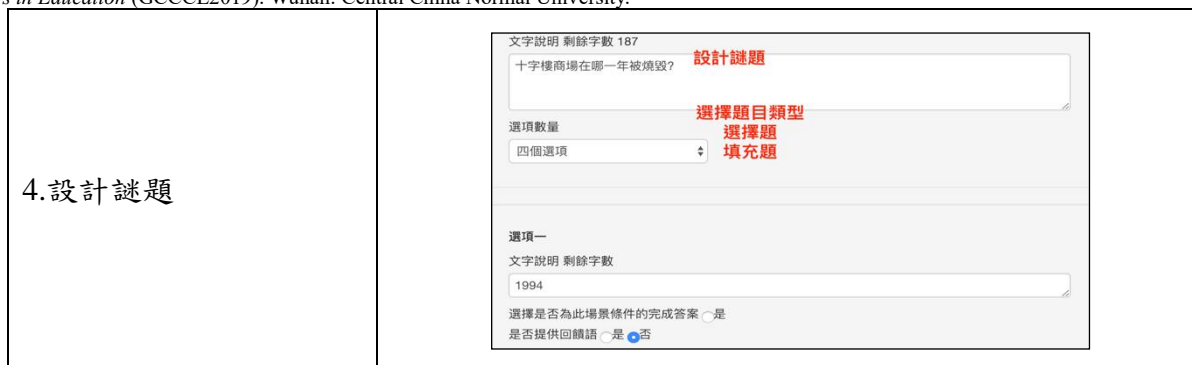 s in Education (GCCCE2019). Wuhan: Central China Normal University.
4.設計謎題
文字說明 剩餘字數 187
設計謎題
十字樓商場在哪一年被燒毀?
選擇題目類型
選項數量
選擇題
四個選項
填充題
選項一
文字說明 剩餘字數
1994
選擇是否為此場景條件的完成答案 是
是否提供回饋語 是 否